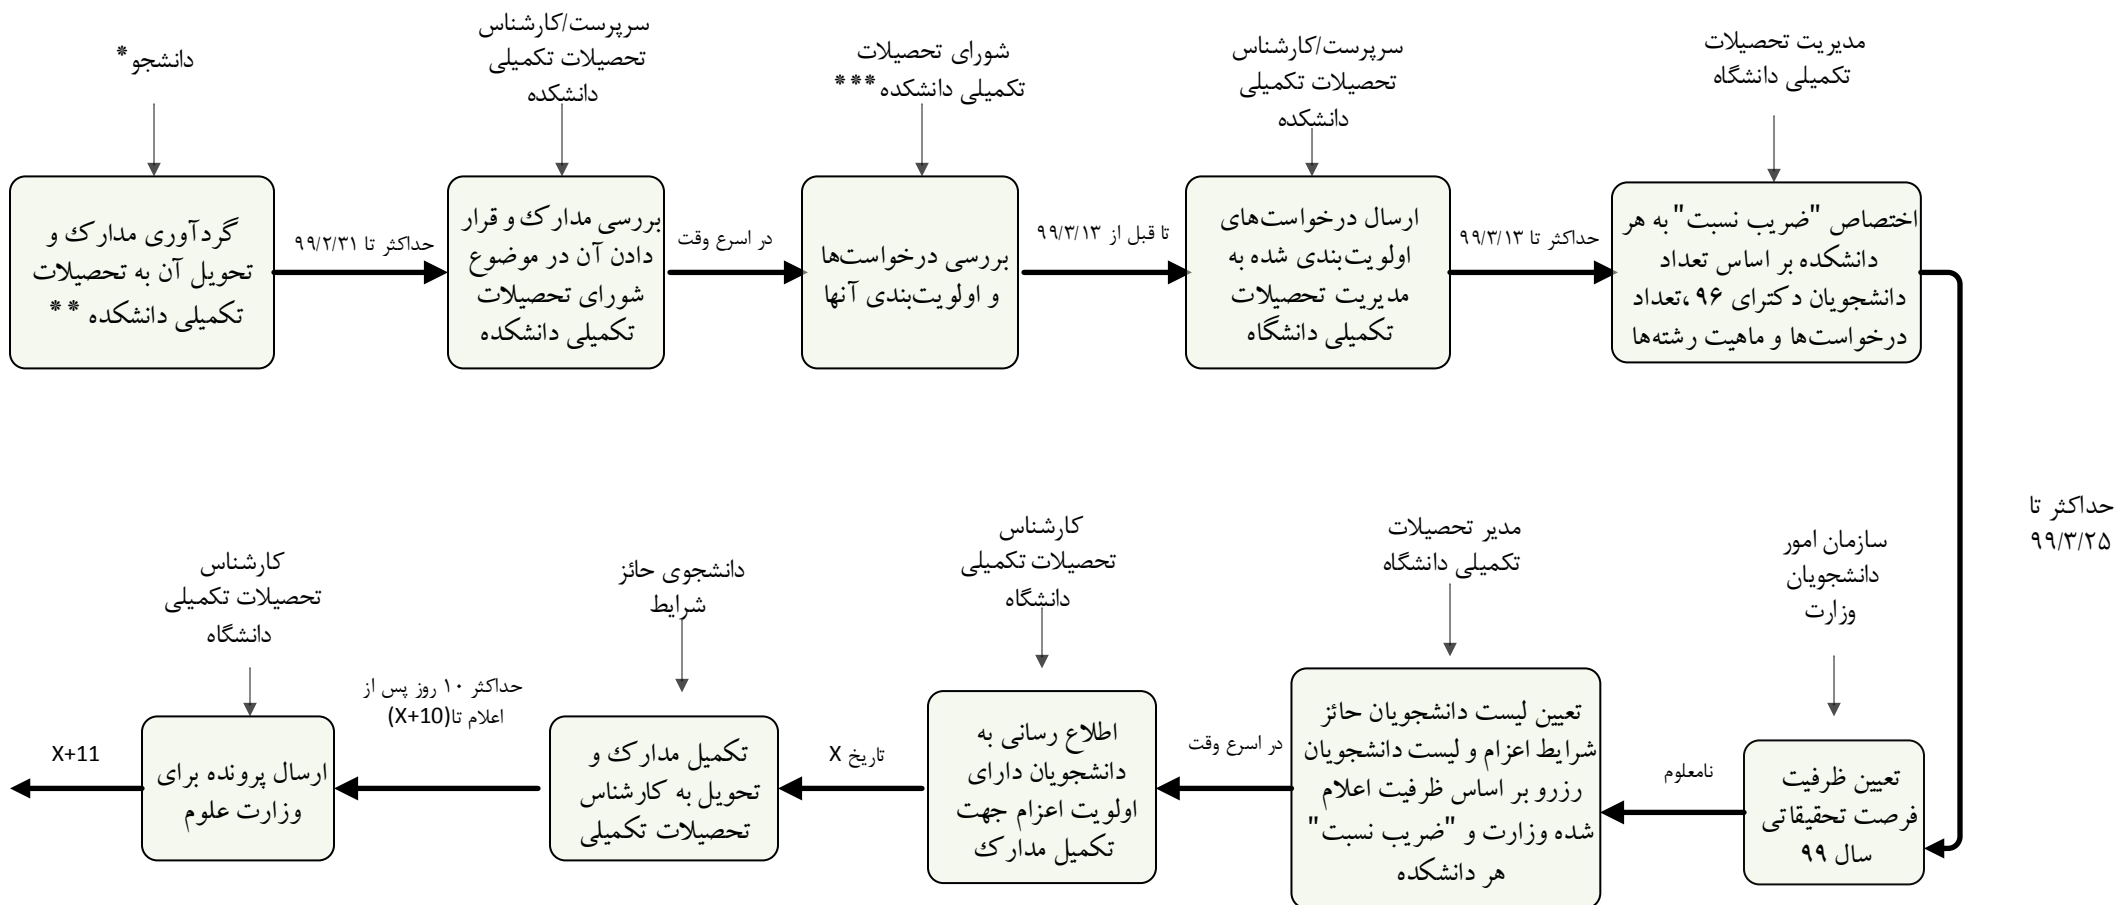 دانشجو*
گردآوری مدارک و
تحویل آن به تحصیلات
تکمیلی دانشکده **
حداکثر تا ۹۹/۲/۳۱
سرپرست/کارشناس
تحصیلات تکمیلی
دانشکده
بررسی مدارک و قرار
دادن آن در موضوع
شورای تحصیلات
تکمیلی دانشکده
در اسرع وقت
شورای تحصیلات
تکمیلی دانشکده***
بررسی درخواست‌ها
و اولویت‌بندی آنها
تا قبل از ۹۹/۳/۱۳
سرپرست/کارشناس
تحصیلات تکمیلی
دانشکده
ارسال درخواست‌های
اولویت‌بندی شده به
مدیریت تحصیلات
تکمیلی دانشگاه
حداکثر تا ۹۹/۳/۱۳
مدیریت تحصیلات
تکمیلی دانشگاه
اختصاص "ضریب نسبت" به هر
دانشکده بر اساس تعداد
دانشجویان دکترای ۹۶ ،تعداد
درخواست‌ها و ماهیت رشته‌ها
حداکثر تا
۹۹/۳/۲۵
سازمان امور
دانشجویان
وزارت
تعیین ظرفیت
فرصت تحقیقاتی
سال ۹۹
نامعلوم
مدیر تحصیلات
تکمیلی دانشگاه
تعیین لیست دانشجویان حائز
شرایط اعزام و لیست دانشجویان
رزرو بر اساس ظرفیت اعلام
شده وزارت و "ضریب نسبت"
هر دانشکده
در اسرع وقت
کارشناس
تحصیلات تکمیلی
دانشگاه
اطلاع رسانی به
دانشجویان دارای
اولویت اعزام جهت
تکمیل مدارک
تاریخ X
دانشجوی حائز
شرایط
تکمیل مدارک و
تحویل به کارشناس
تحصیلات تکمیلی
حداکثر ۱۰ روز پس از
اعلام تا(X+10)
کارشناس
تحصیلات تکمیلی
دانشگاه
ارسال پرونده برای
وزارت علوم
X+11